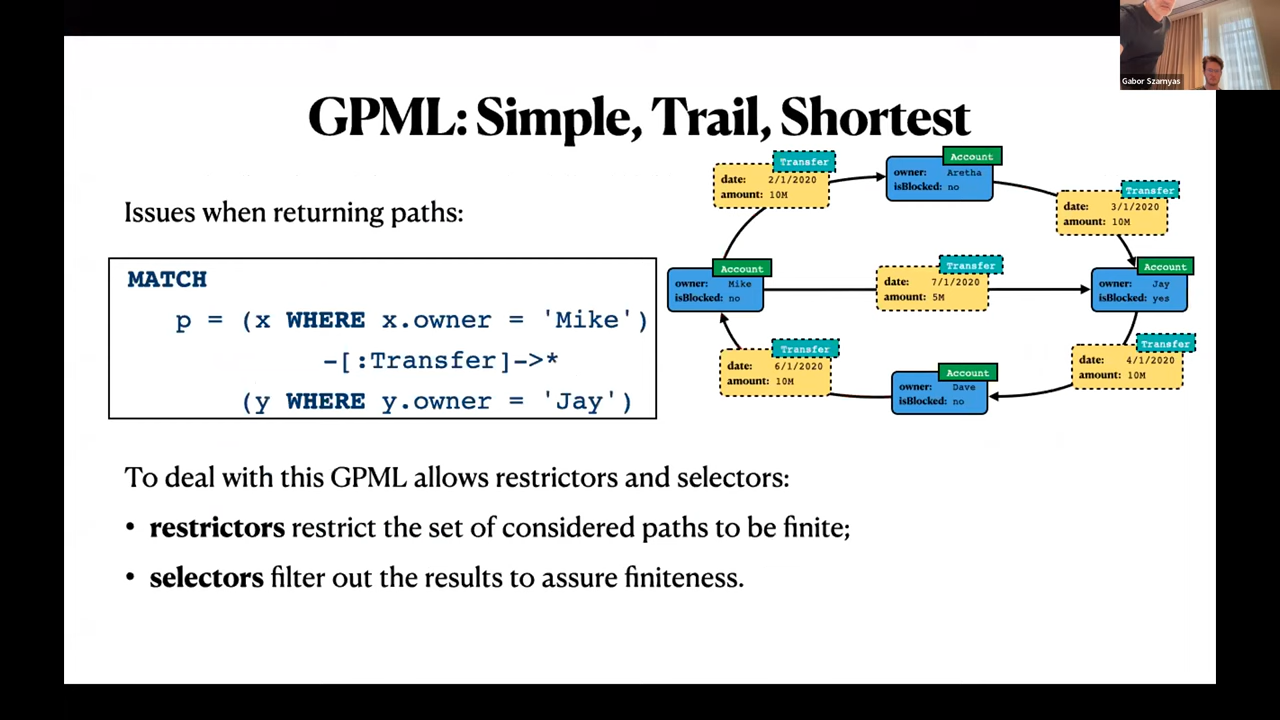 Gabor Szarnyas
GPML: Simple, Trail, Shortest
Issues when returning paths:
MATCH
p = (x WHERE x.owner = 'Mike')
-[:Transfer]->*
(y WHERE y.owner = 'Jay')
Transfer
date: 2/1/2020
amount: 10M
Account
owner: Aretha
isBlocked: no
Transfer
date: 3/1/2020
amount: 10M
Account
owner: Mike
isBlocked: no
Transfer
date: 7/1/2020
amount: 5M
Account
owner: Jay
isBlocked: yes
Transfer
date: 6/1/2020
amount: 10M
Account
owner: Dave
isBlocked: no
Transfer
date: 4/1/2020
amount: 10M
To deal with this GPML allows restrictors and selectors:
• restrictors restrict the set of considered paths to be finite;
• selectors filter out the results to assure finiteness.